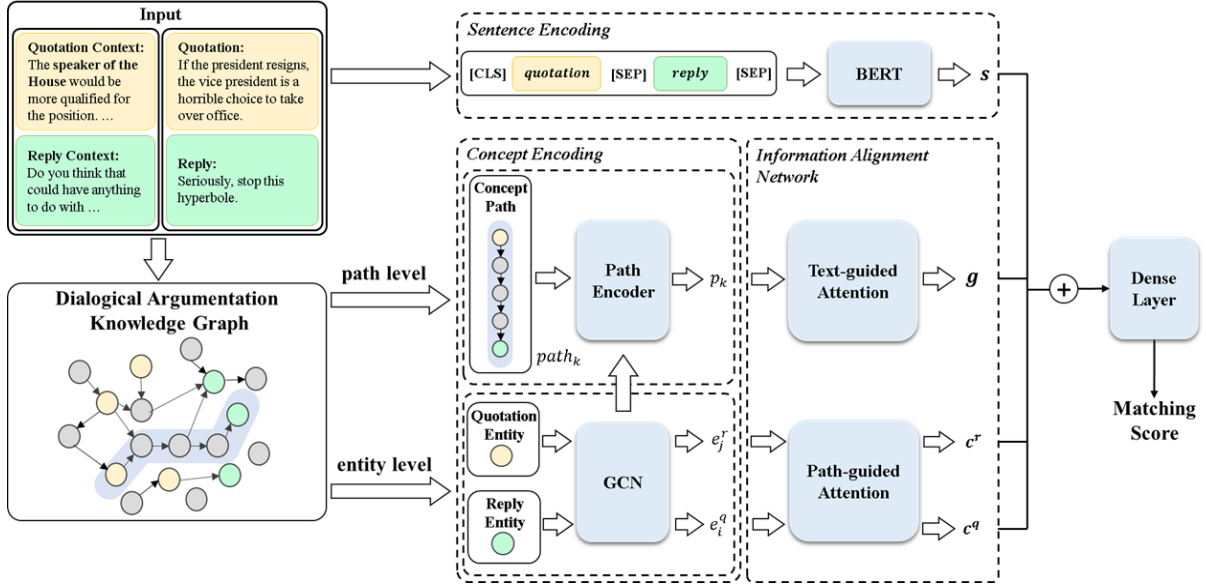 Input
Quotation Context:
The speaker of the
House would be
more qualified for
the position. …
Quotation:
If the president resigns,
the vice president is a
horrible choice to take
over office.
Reply Context:
Do you think that
could have anything
to do with …
Reply:
Seriously, stop this
hyperbole.
Dialogical Argumentation
Knowledge Graph
path level
entity level
Sentence Encoding
[CLS] quotation [SEP] reply [SEP]
BERT
s
Concept Encoding
Concept
Path
path_k
Path
Encoder
p_k
Quotation
Entity
Reply
Entity
GCN
e_j^r
e_i^q
Information Alignment
Network
Text-guided
Attention
g
Path-guided
Attention
c^r
c^q
+
Dense
Layer
Matching
Score